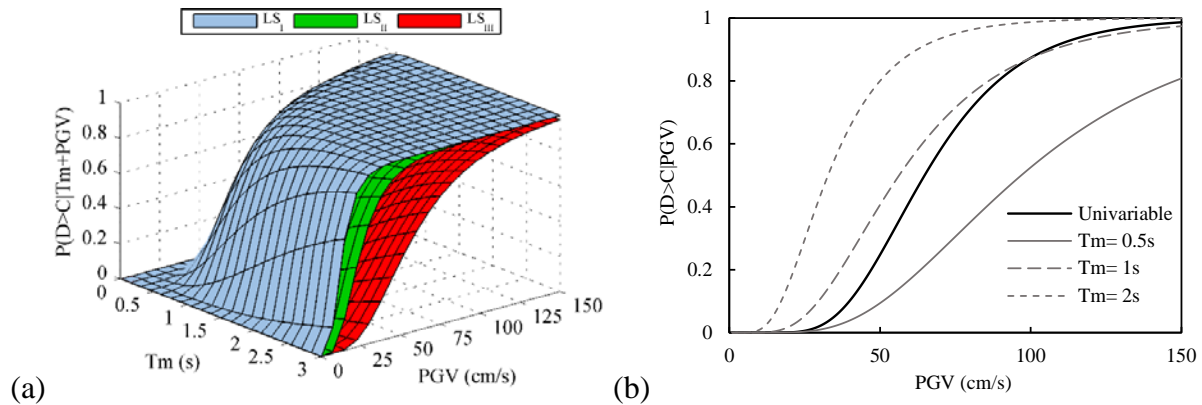 LS_I LS_II LS_III
P(D>C|Tm+PGV)
1
0.8
0.6
0.4
0.2
0
0
0.5
1
1.5
2
2.5
3
Tm (s)
0
25
50
75
100
125
150
PGV (cm/s)
(a)
P(D>C|PGV)
1
0.8
0.6
0.4
0.2
0
Univariable
Tm= 0.5s
Tm= 1s
Tm= 2s
0 50 100 150
PGV (cm/s)
(b)